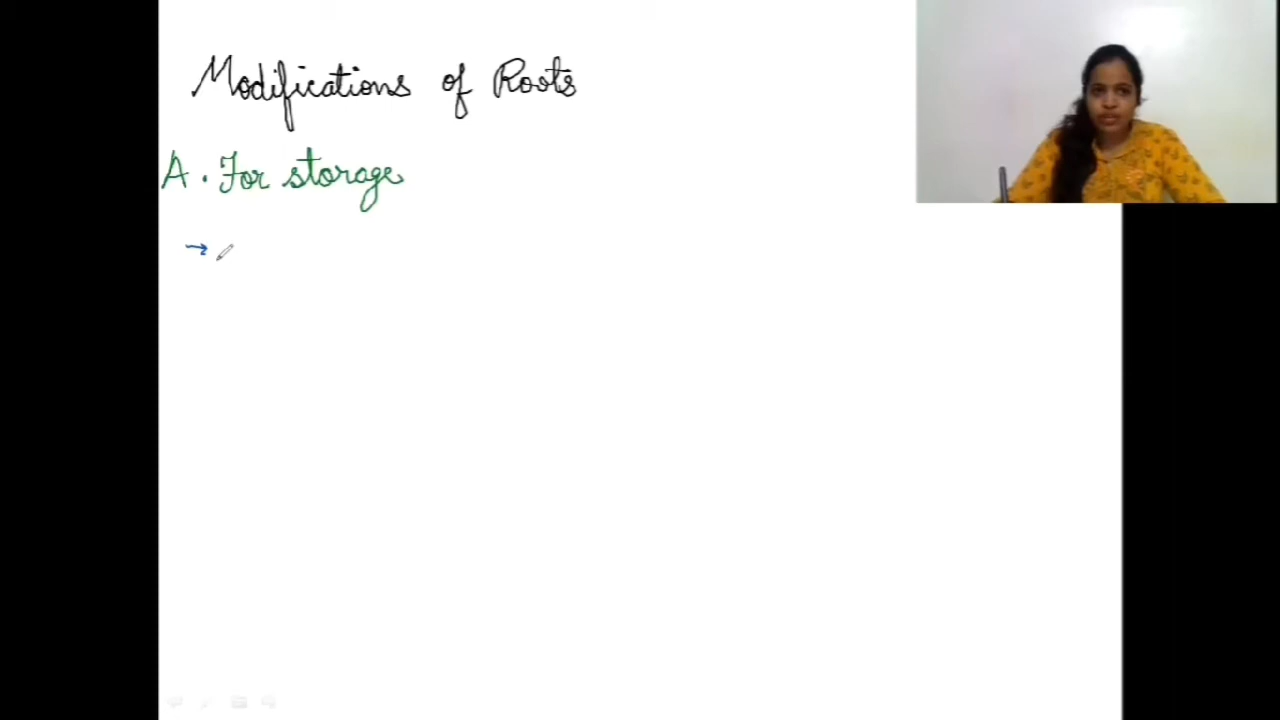 Modifications of Roots
A. For storage
→